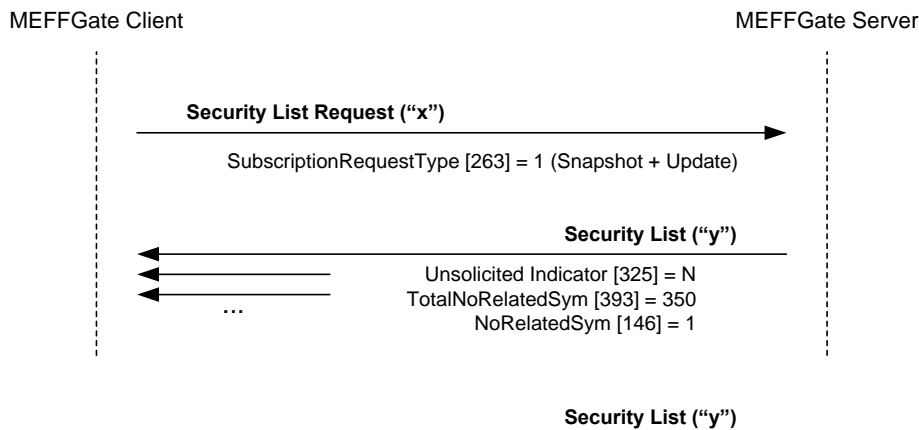 MEFFGate Client
MEFFGate Server
Security List Request (“x”)
SubscriptionRequestType [263] = 1 (Snapshot + Update)
Security List (“y”)
Unsolicited Indicator [325] = N
TotalNoRelatedSym [393] = 350
NoRelatedSym [146] = 1
...
Security List (“y”)